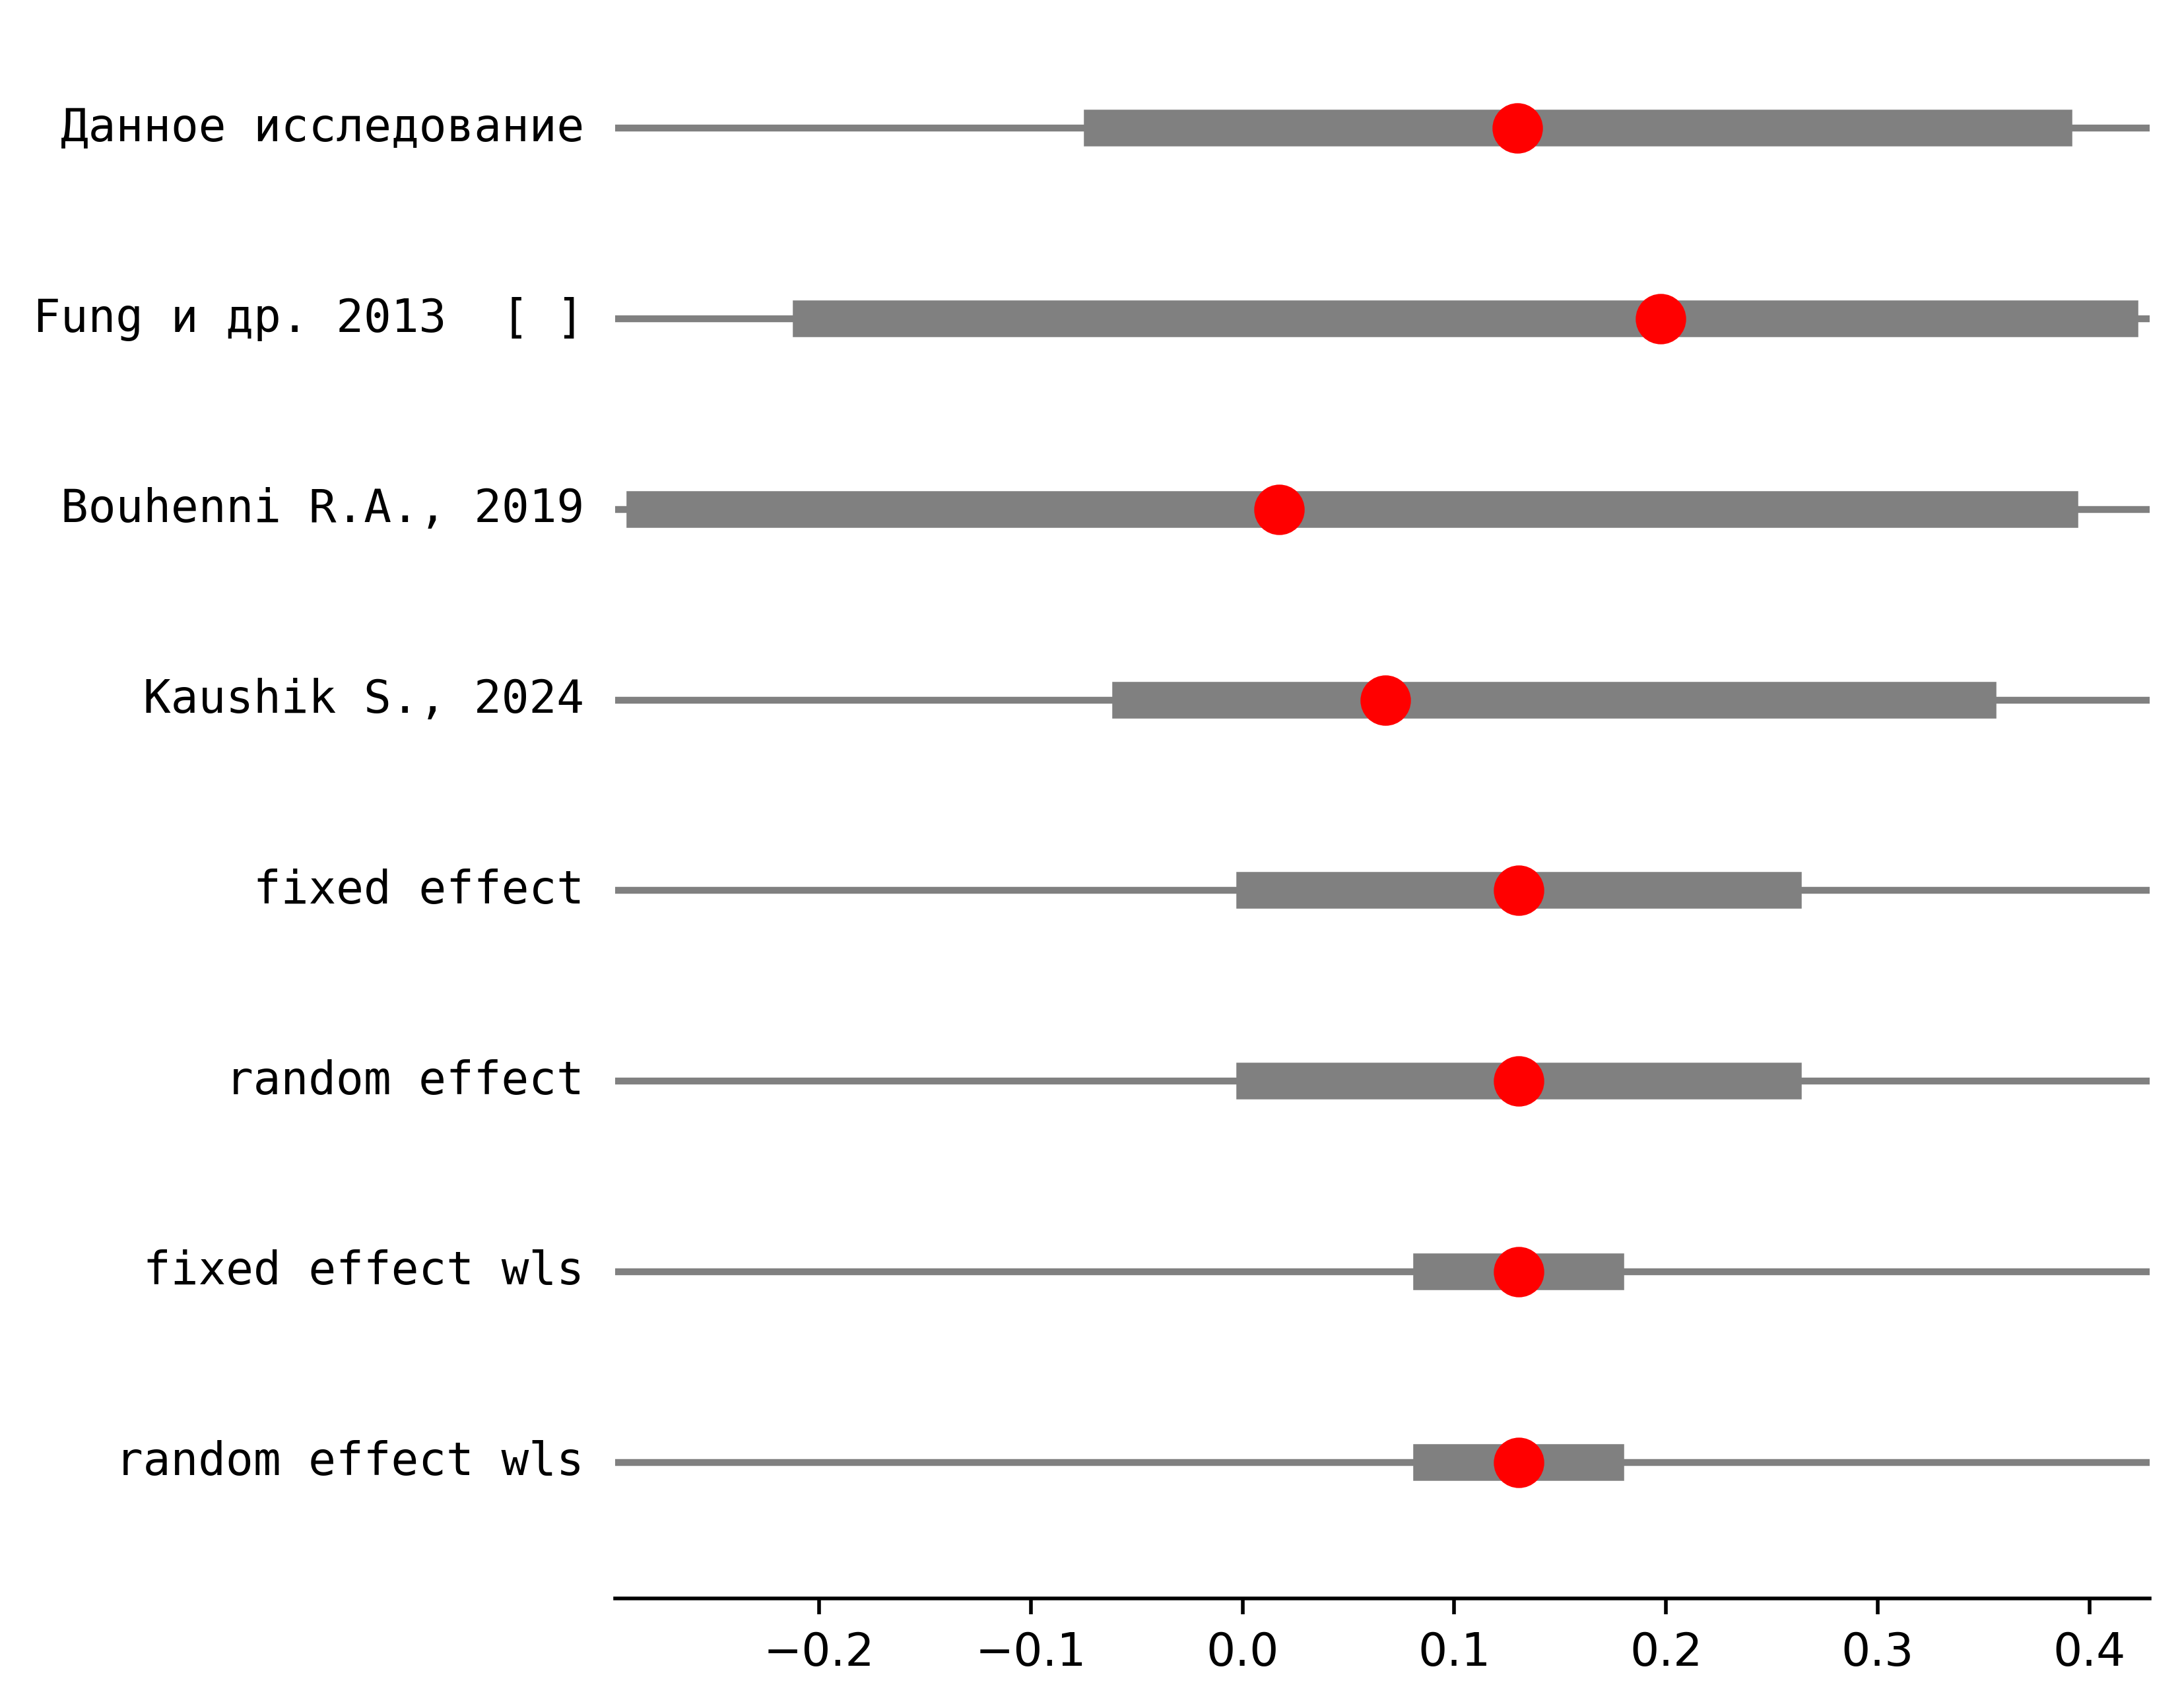 Данное исследование
Fung и др. 2013  [ ]
Bouhenni R.A., 2019
Kaushik S., 2024
fixed effect
random effect
fixed effect wls
random effect wls
−0.2 −0.1 0.0 0.1 0.2 0.3 0.4